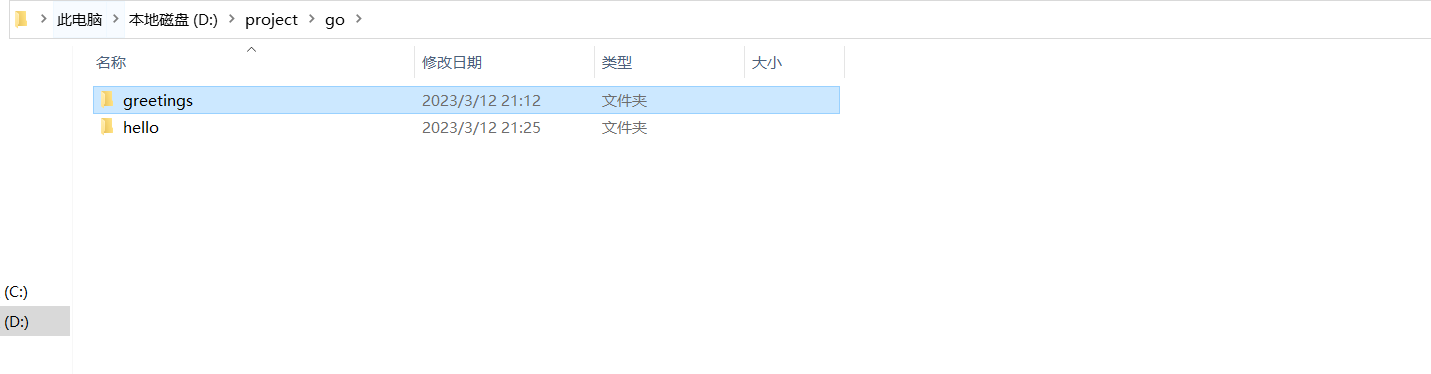 此电脑 本地磁盘 (D:) project go
名称 修改日期 类型 大小
greetings 2023/3/12 21:12 文件夹
hello 2023/3/12 21:25 文件夹
(C:)
(D:)